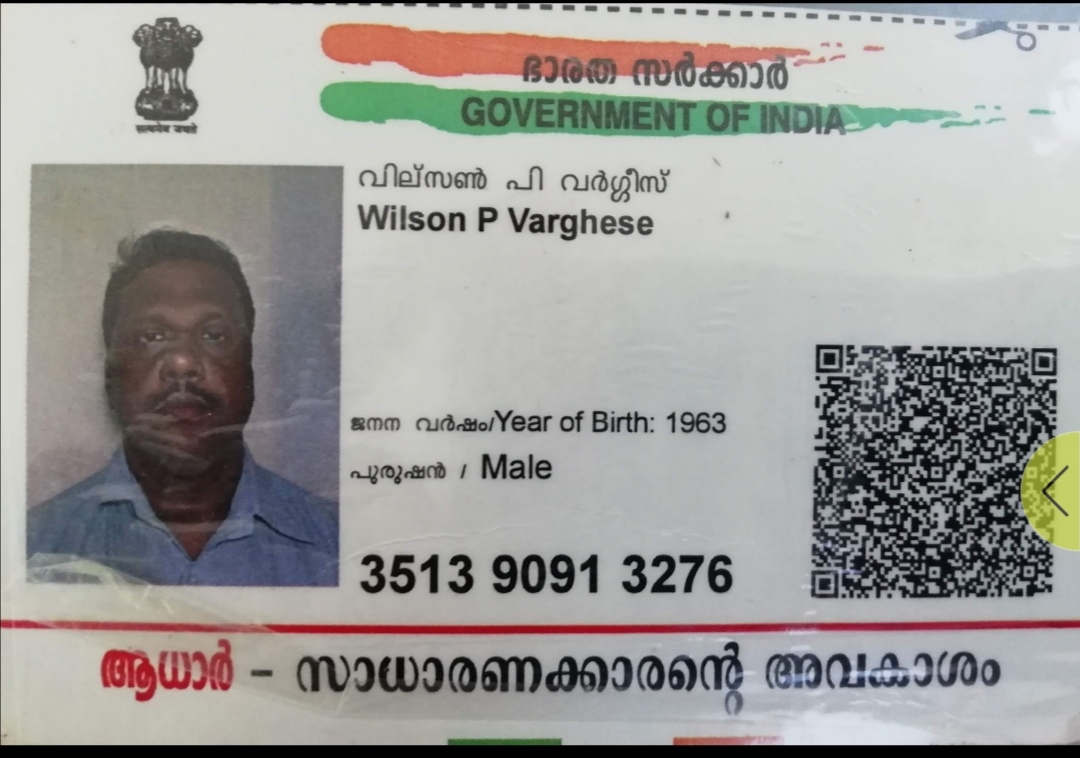 ഭാരത സർക്കാർ
GOVERNMENT OF INDIA
सत्यमेव जयते
വില്സൺ പി വർഗ്ഗീസ്
Wilson P Varghese
ജനന വർഷം/Year of Birth: 1963
പുരുഷൻ / Male
3513 9091 3276
ആധാർ - സാധാരണക്കാരന്റെ അവകാശം